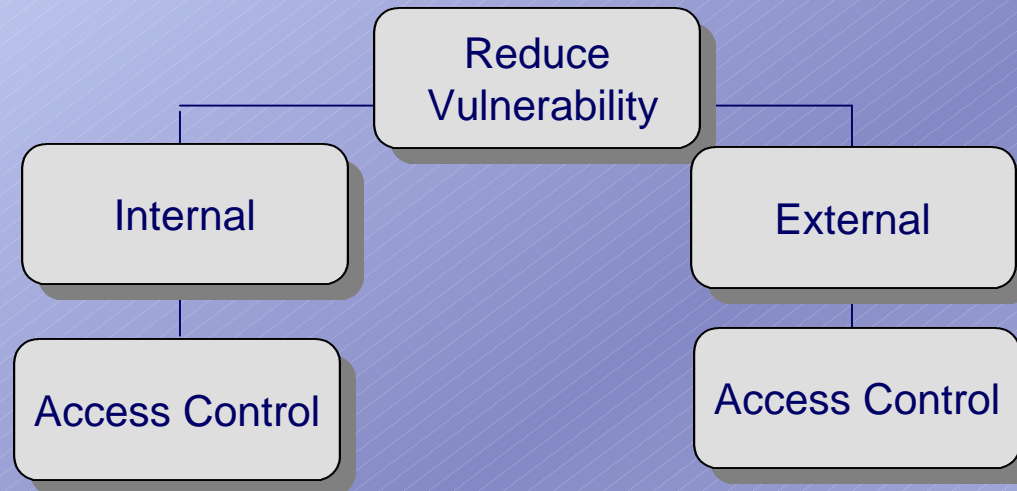 Reduce
Vulnerability
Internal
External
Access Control
Access Control